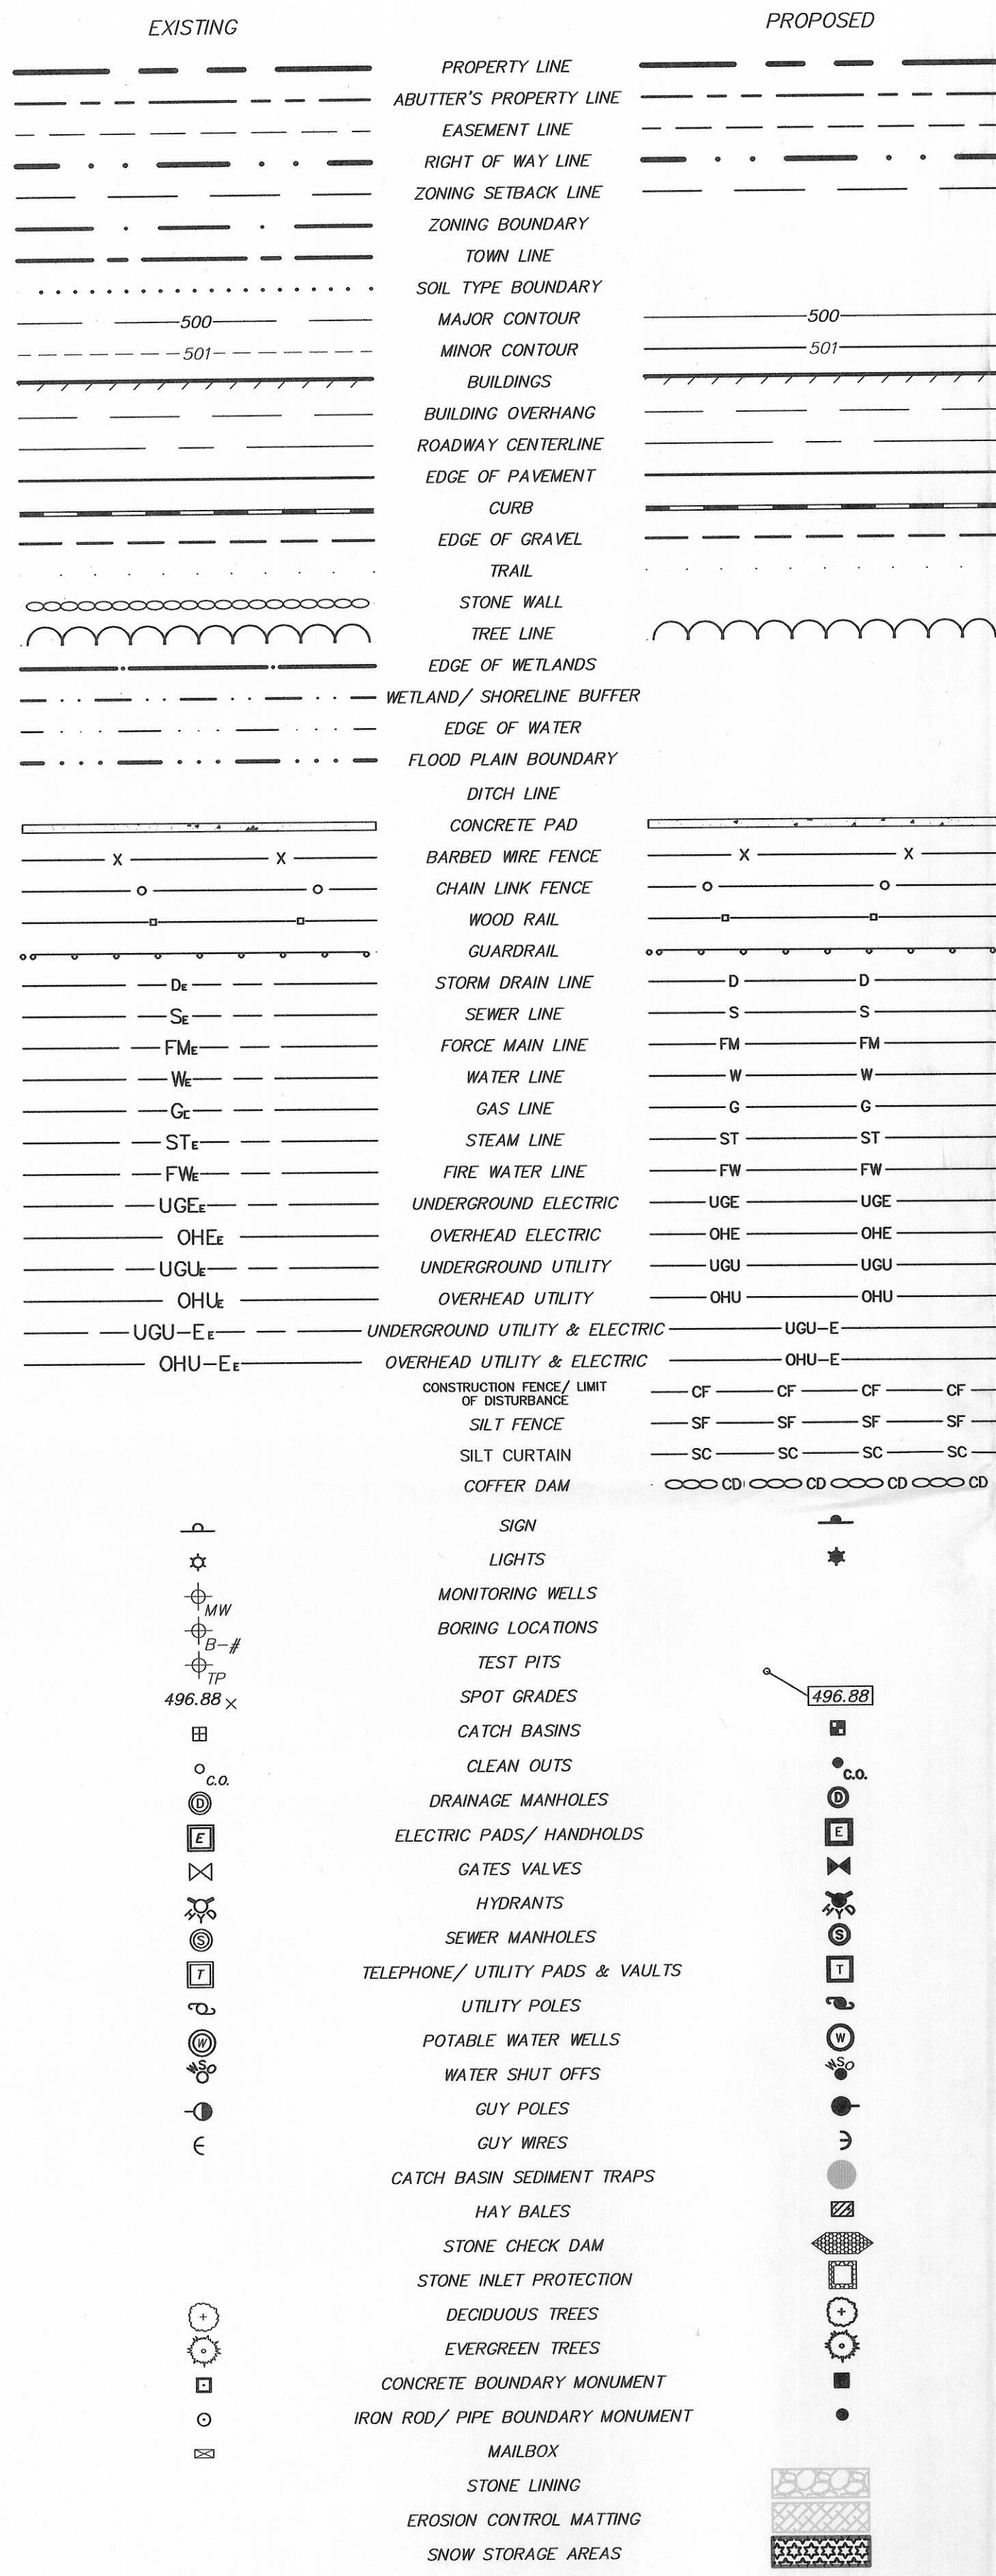 EXISTING PROPOSED
PROPERTY LINE
ABUTTER'S PROPERTY LINE
EASEMENT LINE
RIGHT OF WAY LINE
ZONING SETBACK LINE
ZONING BOUNDARY
TOWN LINE
SOIL TYPE BOUNDARY
500 MAJOR CONTOUR 500
501 MINOR CONTOUR 501
BUILDINGS
BUILDING OVERHANG
ROADWAY CENTERLINE
EDGE OF PAVEMENT
CURB
EDGE OF GRAVEL
TRAIL
STONE WALL
TREE LINE
EDGE OF WETLANDS
WETLAND/ SHORELINE BUFFER
EDGE OF WATER
FLOOD PLAIN BOUNDARY
DITCH LINE
CONCRETE PAD
X X BARBED WIRE FENCE X X
CHAIN LINK FENCE
WOOD RAIL
GUARDRAIL
DE STORM DRAIN LINE D D
SE SEWER LINE S S
FME FORCE MAIN LINE FM FM
WE WATER LINE W W
GE GAS LINE G G
STE STEAM LINE ST ST
FWE FIRE WATER LINE FW FW
UGEE UNDERGROUND ELECTRIC UGE UGE
OHEE OVERHEAD ELECTRIC OHE OHE
UGUE UNDERGROUND UTILITY UGU UGU
OHUE OVERHEAD UTILITY OHU OHU
UGU-EE UNDERGROUND UTILITY & ELECTRIC UGU-E
OHU-EE OVERHEAD UTILITY & ELECTRIC OHU-E
CONSTRUCTION FENCE/ LIMIT
OF DISTURBANCE CF CF CF CF
SILT FENCE SF SF SF SF
SILT CURTAIN SC SC SC SC
COFFER DAM CD CD CD CD
SIGN
LIGHTS
MW MONITORING WELLS
B-# BORING LOCATIONS
TP TEST PITS
496.88 X SPOT GRADES 496.88
CATCH BASINS
C.O. CLEAN OUTS C.O.
D DRAINAGE MANHOLES D
E ELECTRIC PADS/ HANDHOLDS E
GATES VALVES
HYD HYDRANTS HYD
S SEWER MANHOLES S
T TELEPHONE/ UTILITY PADS & VAULTS T
UTILITY POLES
W POTABLE WATER WELLS W
WSO WATER SHUT OFFS WSO
GUY POLES
GUY WIRES
CATCH BASIN SEDIMENT TRAPS
HAY BALES
STONE CHECK DAM
STONE INLET PROTECTION
DECIDUOUS TREES
EVERGREEN TREES
CONCRETE BOUNDARY MONUMENT
IRON ROD/ PIPE BOUNDARY MONUMENT
MAILBOX
STONE LINING
EROSION CONTROL MATTING
SNOW STORAGE AREAS